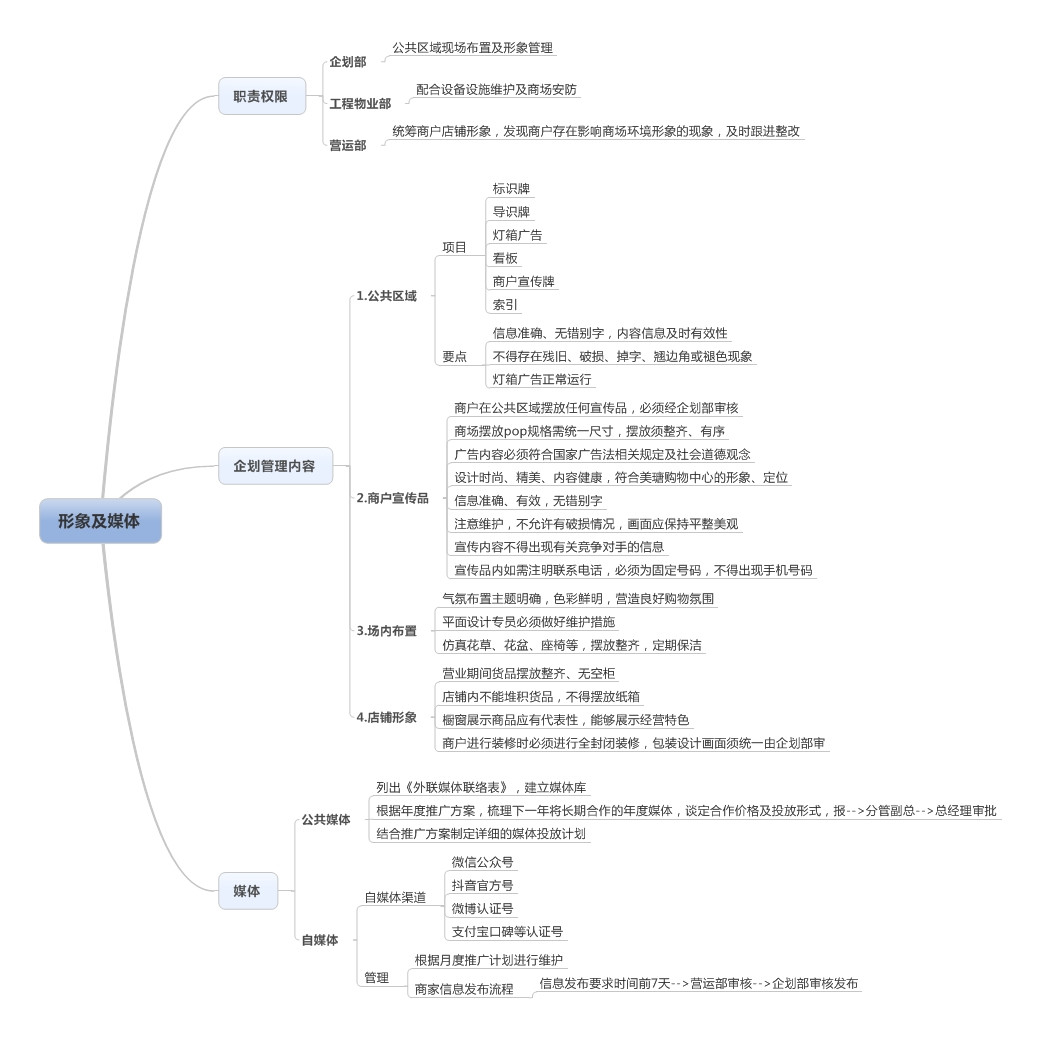 形象及媒体
职责权限
企划部
公共区域现场布置及形象管理
工程物业部
配合设备设施维护及商场安防
营运部
统筹商户店铺形象，发现商户存在影响商场环境形象的现象，及时跟进整改
企划管理内容
1.公共区域
项目
标识牌
导识牌
灯箱广告
看板
商户宣传牌
索引
要点
信息准确、无错别字，内容信息及时有效性
不得存在残旧、破损、掉字、翘边角或褪色现象
灯箱广告正常运行
2.商户宣传品
商户在公共区域摆放任何宣传品，必须经企划部审核
商场摆放pop规格需统一尺寸，摆放须整齐、有序
广告内容必须符合国家广告法相关规定及社会道德观念
设计时尚、精美、内容健康，符合美瑭购物中心的形象、定位
信息准确、有效，无错别字
注意维护，不允许有破损情况，画面应保持平整美观
宣传内容不得出现有关竞争对手的信息
宣传品内如需注明联系电话，必须为固定号码，不得出现手机号码
3.场内布置
气氛布置主题明确，色彩鲜明，营造良好购物氛围
平面设计专员必须做好维护措施
仿真花草、花盆、座椅等，摆放整齐，定期保洁
4.店铺形象
营业期间货品摆放整齐、无空柜
店铺内不能堆积货品，不得摆放纸箱
橱窗展示商品应有代表性，能够展示经营特色
商户进行装修时必须进行全封闭装修，包装设计画面须统一由企划部审
媒体
公共媒体
列出《外联媒体联络表》，建立媒体库
根据年度推广方案，梳理下一年将长期合作的年度媒体，谈定合作价格及投放形式，报-->分管副总-->总经理审批
结合推广方案制定详细的媒体投放计划
自媒体
自媒体渠道
微信公众号
抖音官方号
微博认证号
支付宝口碑等认证号
管理
根据月度推广计划进行维护
商家信息发布流程
信息发布要求时间前7天-->营运部审核-->企划部审核发布